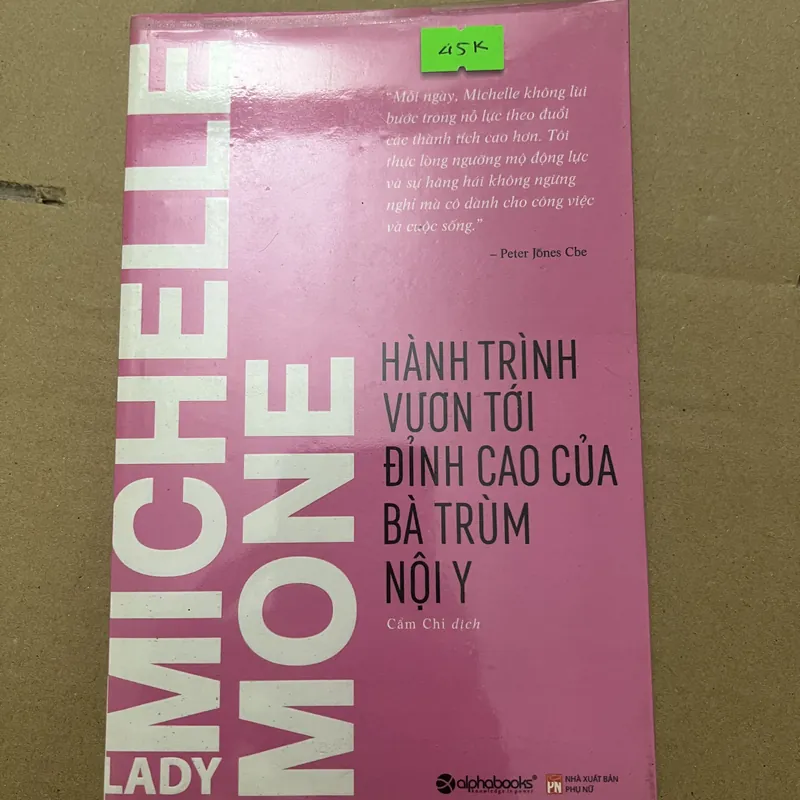 45K
"Mỗi ngày, Michelle không lùi
bước trong nỗ lực theo đuổi
các thành tích cao hơn. Tôi
thực lòng ngưỡng mộ động lực
và sự hăng hái không ngừng
nghỉ mà cô dành cho công việc
và cuộc sống."
– Peter Jones Cbe
LADY
MICHELLE
MONE
HÀNH TRÌNH
VƯƠN TỚI
ĐỈNH CAO CỦA
BÀ TRÙM
NỘI Y
Cẩm Chi dịch
alphabooks®
knowledge is power
PN
NHÀ XUẤT BẢN
PHỤ NỮ